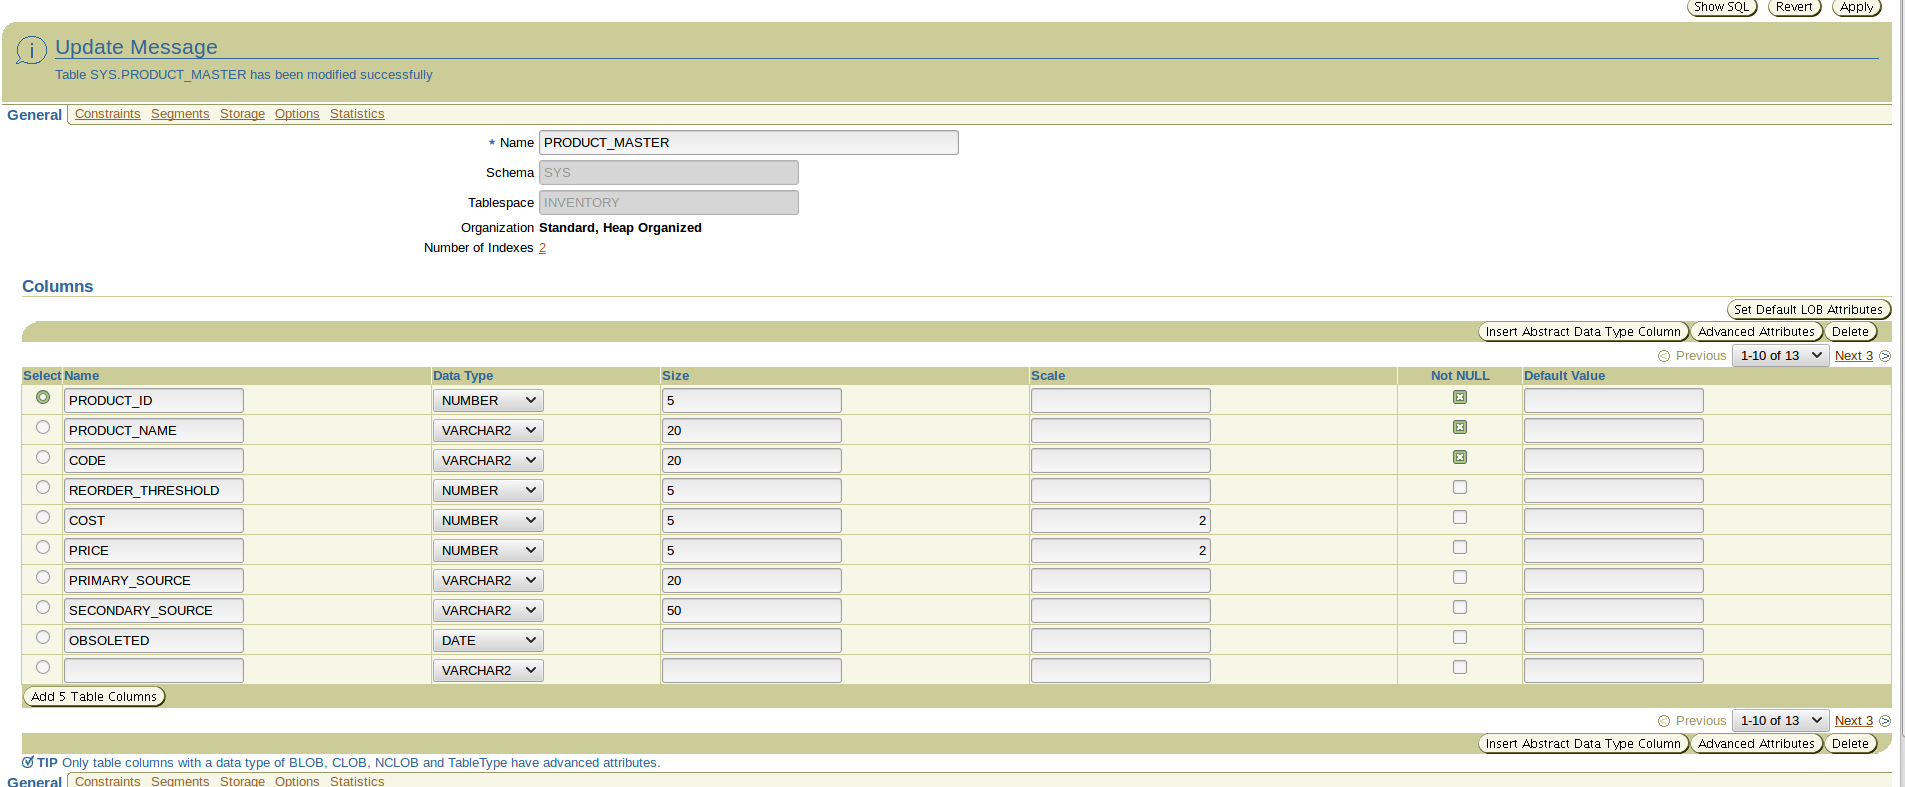 Show SQL Revert Apply
i Update Message
Table SYS.PRODUCT_MASTER has been modified successfully
General Constraints Segments Storage Options Statistics
* Name PRODUCT_MASTER
Schema SYS
Tablespace INVENTORY
Organization Standard, Heap Organized
Number of Indexes 2
Columns
Set Default LOB Attributes
Insert Abstract Data Type Column Advanced Attributes Delete
Previous 1-10 of 13 Next 3
Select Name Data Type Size Scale Not NULL Default Value
PRODUCT_ID NUMBER 5
PRODUCT_NAME VARCHAR2 20
CODE VARCHAR2 20
REORDER_THRESHOLD NUMBER 5
COST NUMBER 5 2
PRICE NUMBER 5 2
PRIMARY_SOURCE VARCHAR2 20
SECONDARY_SOURCE VARCHAR2 50
OBSOLETED DATE
VARCHAR2
Add 5 Table Columns
Previous 1-10 of 13 Next 3
Insert Abstract Data Type Column Advanced Attributes Delete
TIP Only table columns with a data type of BLOB, CLOB, NCLOB and TableType have advanced attributes.
General Constraints Segments Storage Options Statistics